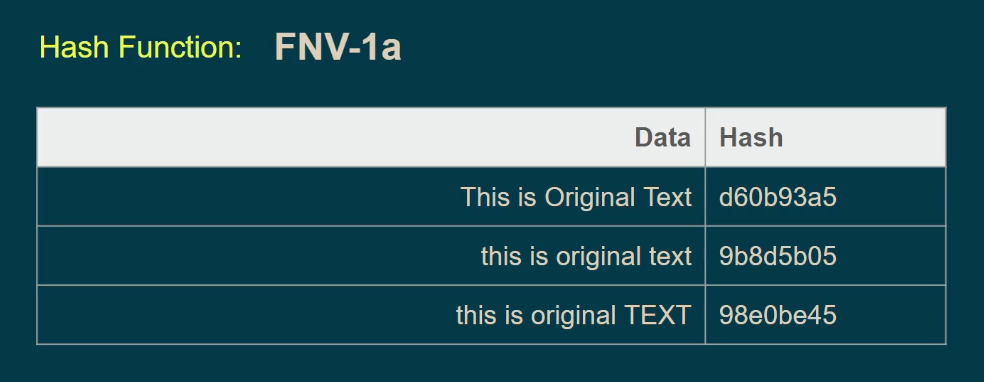 Hash Function: FNV-1a
Data Hash
This is Original Text d60b93a5
this is original text 9b8d5b05
this is original TEXT 98e0be45